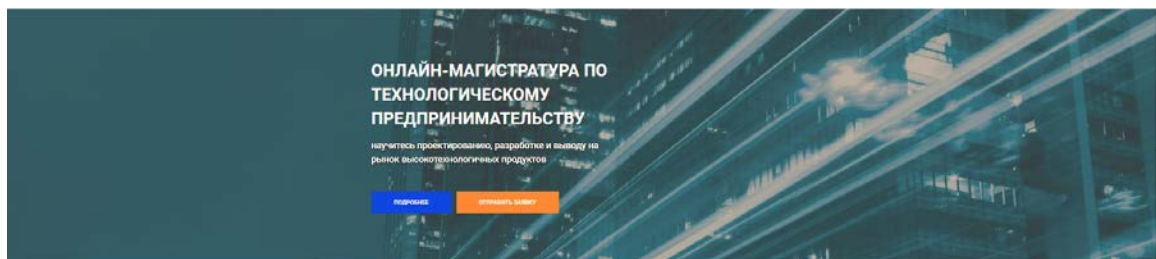 ОНЛАЙН-МАГИСТРАТУРА ПО
ТЕХНОЛОГИЧЕСКОМУ
ПРЕДПРИНИМАТЕЛЬСТВУ
научитесь проектированию, разработке и выводу на
рынок высокотехнологичных продуктов
ПОДРОБНЕЕ
ОТПРАВИТЬ ЗАЯВКУ